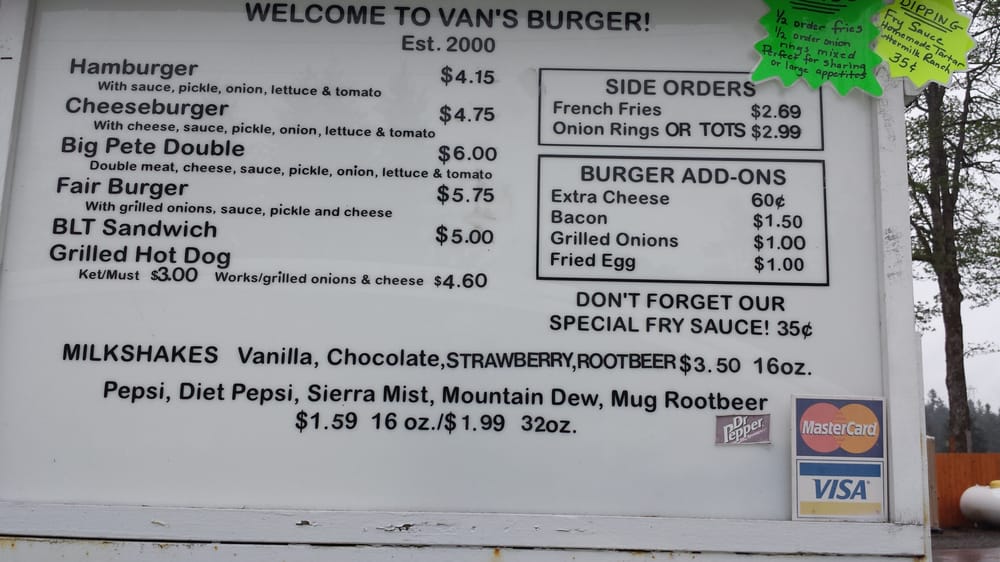 WELCOME TO VAN'S BURGER!
Est. 2000
Hamburger $4.15
With sauce, pickle, onion, lettuce & tomato
Cheeseburger $4.75
With cheese, sauce, pickle, onion, lettuce & tomato
Big Pete Double $6.00
Double meat, cheese, sauce, pickle, onion, lettuce & tomato
Fair Burger $5.75
With grilled onions, sauce, pickle and cheese
BLT Sandwich $5.00
Grilled Hot Dog
Ket/Must $3.00 Works/grilled onions & cheese $4.60
½ order fries
½ order onion
rings mixed
Perfect for sharing
or large appetites
DIPPING
Fry Sauce
Homemade Tartar
Ranch
35¢
SIDE ORDERS
French Fries $2.69
Onion Rings OR TOTS $2.99
BURGER ADD-ONS
Extra Cheese 60¢
Bacon $1.50
Grilled Onions $1.00
Fried Egg $1.00
DON'T FORGET OUR
SPECIAL FRY SAUCE! 35¢
MILKSHAKES Vanilla, Chocolate,STRAWBERRY,ROOTBEER $3.50 16oz.
Pepsi, Diet Pepsi, Sierra Mist, Mountain Dew, Mug Rootbeer
$1.59 16 oz./$1.99 32oz.
Dr
Pepper
MasterCard
VISA